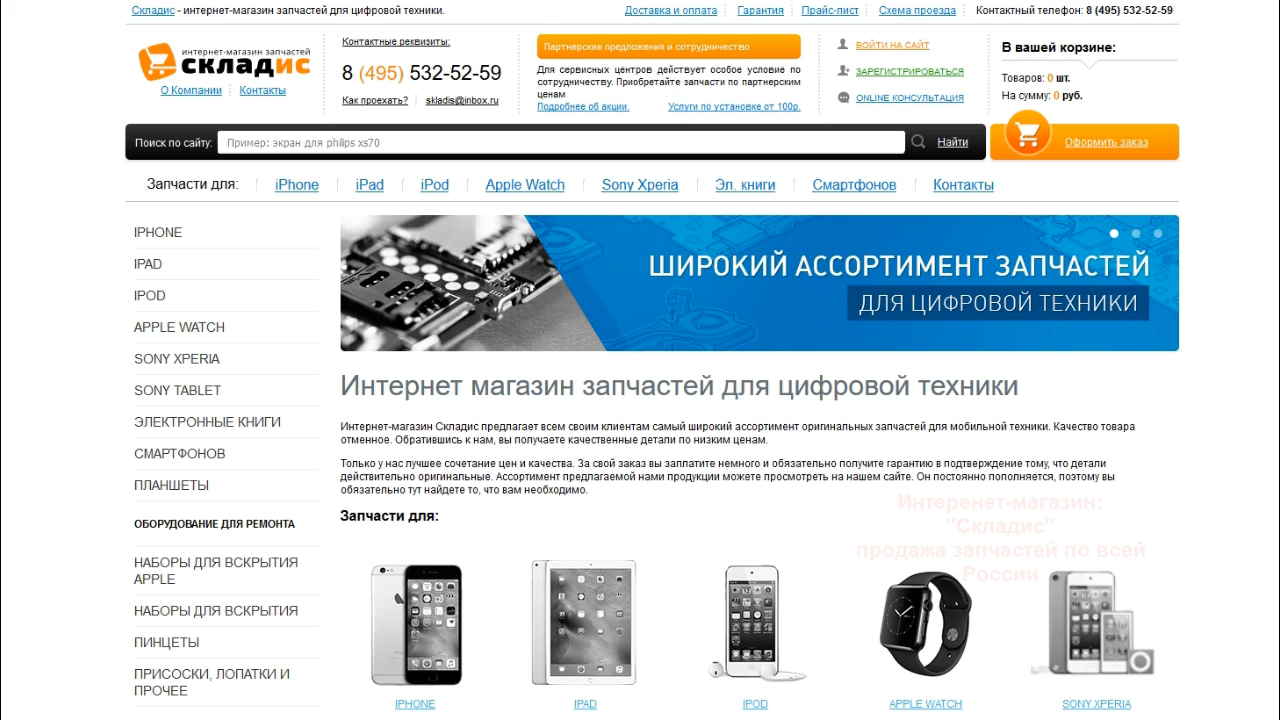 Складис - интернет-магазин запчастей для цифровой техники.
Доставка и оплата
Гарантия
Прайс-лист
Схема проезда
Контактный телефон: 8 (495) 532-52-59
интернет-магазин запчастей
складис
О Компании
Контакты
Контактные реквизиты:
8 (495) 532-52-59
Как проехать?
skladis@inbox.ru
Партнерские предложения и сотрудничество
Для сервисных центров действует особое условие по
сотрудничеству. Приобретайте запчасти по партнерским
ценам
Подробнее об акции.
Услуги по установке от 100р.
ВОЙТИ НА САЙТ
ЗАРЕГИСТРИРОВАТЬСЯ
ONLINE КОНСУЛЬТАЦИЯ
В вашей корзине:
Товаров: 0 шт.
На сумму: 0 руб.
Поиск по сайту:
Пример: экран для philips xs70
Найти
Оформить заказ
Запчасти для:
iPhone
iPad
iPod
Apple Watch
Sony Xperia
Эл. книги
Смартфонов
Контакты
IPHONE
IPAD
IPOD
APPLE WATCH
SONY XPERIA
SONY TABLET
ЭЛЕКТРОННЫЕ КНИГИ
СМАРТФОНОВ
ПЛАНШЕТЫ
ОБОРУДОВАНИЕ ДЛЯ РЕМОНТА
НАБОРЫ ДЛЯ ВСКРЫТИЯ
APPLE
НАБОРЫ ДЛЯ ВСКРЫТИЯ
ПИНЦЕТЫ
ПРИСОСКИ, ЛОПАТКИ И
ПРОЧЕЕ
ШИРОКИЙ АССОРТИМЕНТ ЗАПЧАСТЕЙ
ДЛЯ ЦИФРОВОЙ ТЕХНИКИ
Интернет магазин запчастей для цифровой техники
Интернет-магазин Складис предлагает всем своим клиентам самый широкий ассортимент оригинальных запчастей для мобильной техники. Качество товара
отменное. Обратившись к нам, вы получаете качественные детали по низким ценам.
Только у нас лучшее сочетание цен и качества. За свой заказ вы заплатите немного и обязательно получите гарантию в подтверждение тому, что детали
действительно оригинальные. Ассортимент предлагаемой нами продукции можете просмотреть на нашем сайте. Он постоянно пополняется, поэтому вы
обязательно тут найдете то, что вам необходимо.
Интеренет-магазин:
"Складис"
продажа запчастей по всей
России
Запчасти для:
IPHONE
IPAD
IPOD
APPLE WATCH
SONY XPERIA